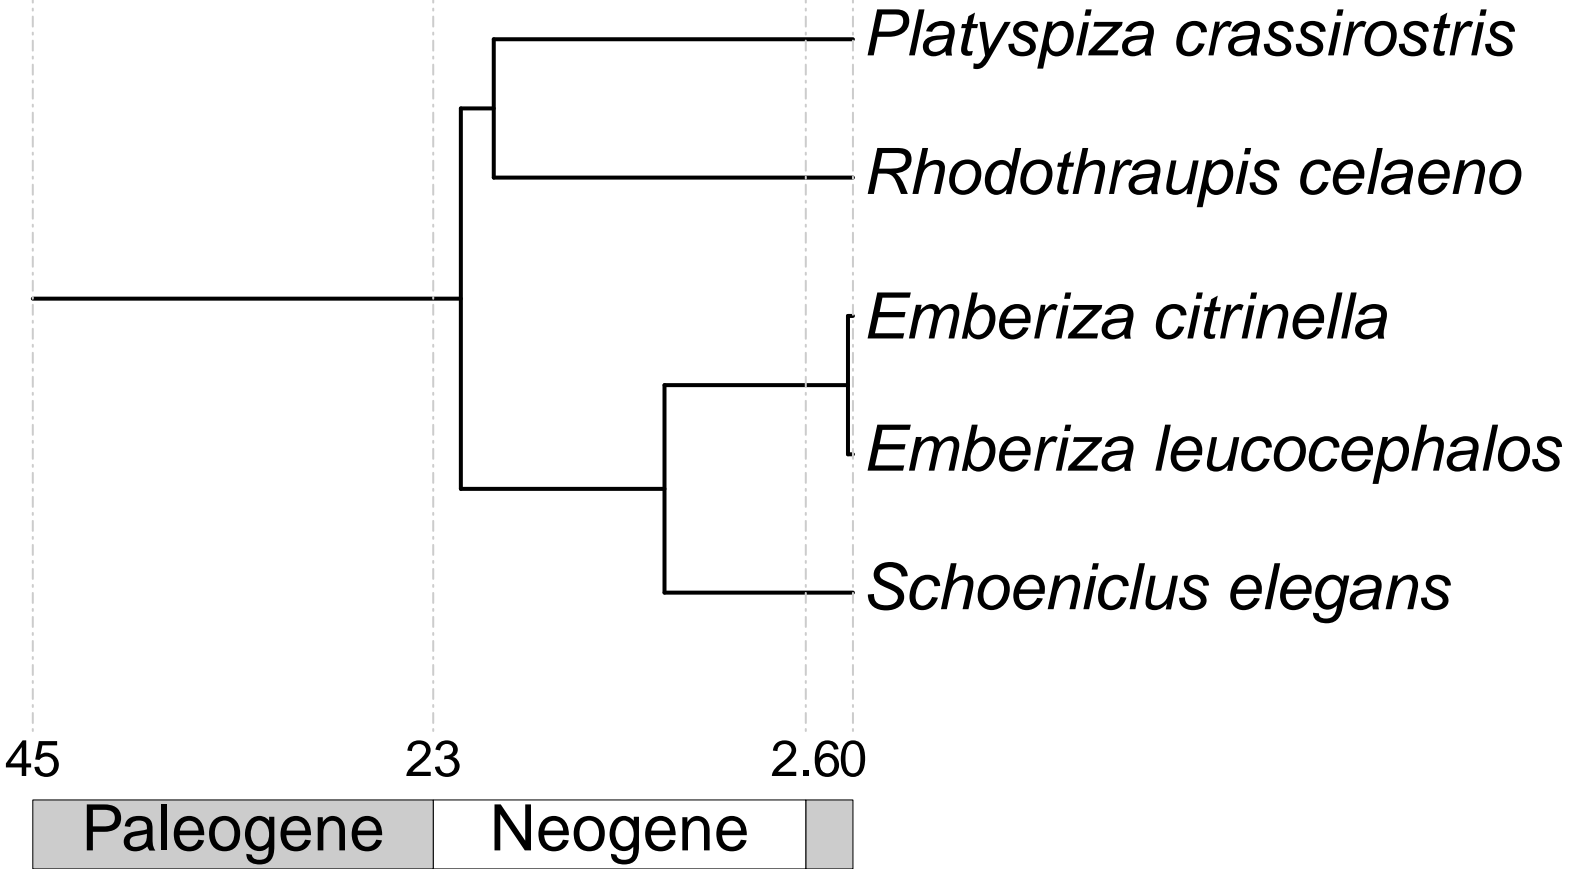 Platyspiza crassirostris
Rhodothraupis celaeno
Emberiza citrinella
Emberiza leucocephalos
Schoeniclus elegans
45 23 2.60
Paleogene Neogene